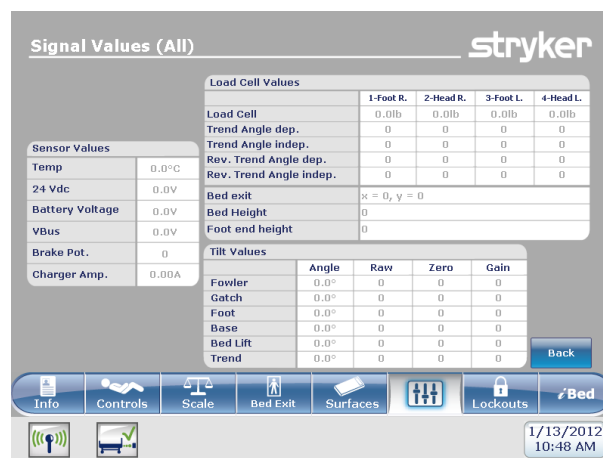 Signal Values (All)
stryker
Load Cell Values
1-Foot R. 2-Head R. 3-Foot L. 4-Head L.
Load Cell 0.0lb 0.0lb 0.0lb 0.0lb
Trend Angle dep. 0 0 0 0
Trend Angle indep. 0 0 0 0
Rev. Trend Angle dep. 0 0 0 0
Rev. Trend Angle indep. 0 0 0 0
Bed exit x = 0, y = 0
Bed Height 0
Foot end height 0
Sensor Values
Temp 0.0°C
24 Vdc 0.0V
Battery Voltage 0.0V
VBus 0.0V
Brake Pot. 0
Charger Amp. 0.00A
Tilt Values
Angle Raw Zero Gain
Fowler 0.0° 0 0 0
Gatch 0.0° 0 0 0
Foot 0.0° 0 0 0
Base 0.0° 0 0 0
Bed Lift 0.0° 0 0 0
Trend 0.0° 0 0 0
Back
Info Controls Scale Bed Exit Surfaces Lockouts iBed
1/13/2012
10:48 AM